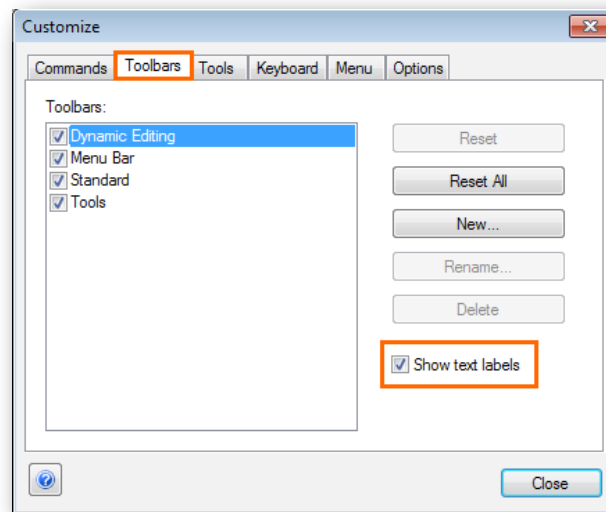 Customize
Commands Toolbars Tools Keyboard Menu Options
Toolbars:
Dynamic Editing
Menu Bar
Standard
Tools
Reset
Reset All
New...
Rename...
Delete
Show text labels
Close